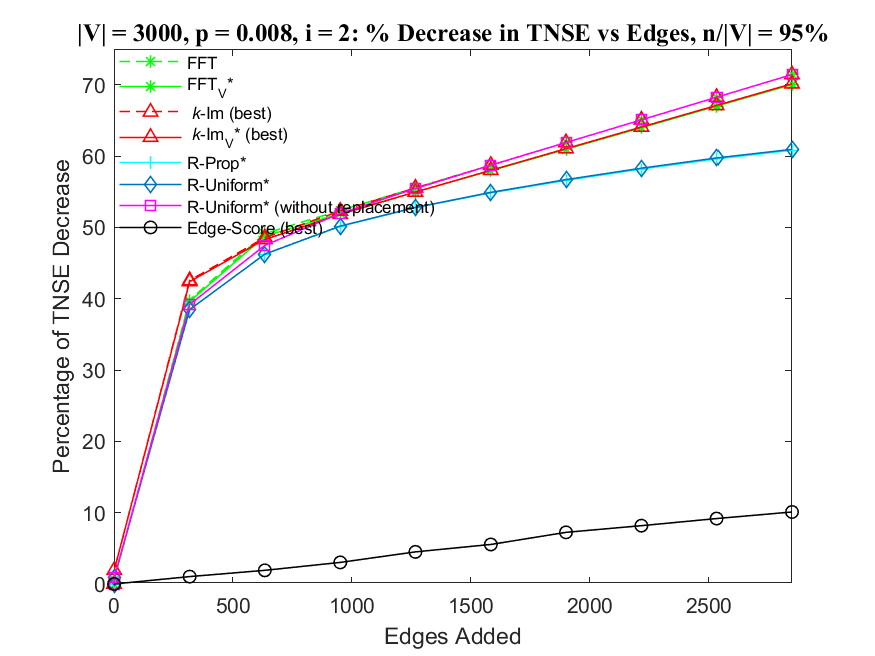 |V| = 3000, p = 0.008, i = 2: % Decrease in TNSE vs Edges, n/|V| = 95%
FFT
FFT_V*
k-Im (best)
k-Im_V* (best)
R-Prop*
R-Uniform*
R-Uniform* (without replacement)
Edge-Score (best)
Percentage of TNSE Decrease
70
60
50
40
30
20
10
0
0 500 1000 1500 2000 2500
Edges Added